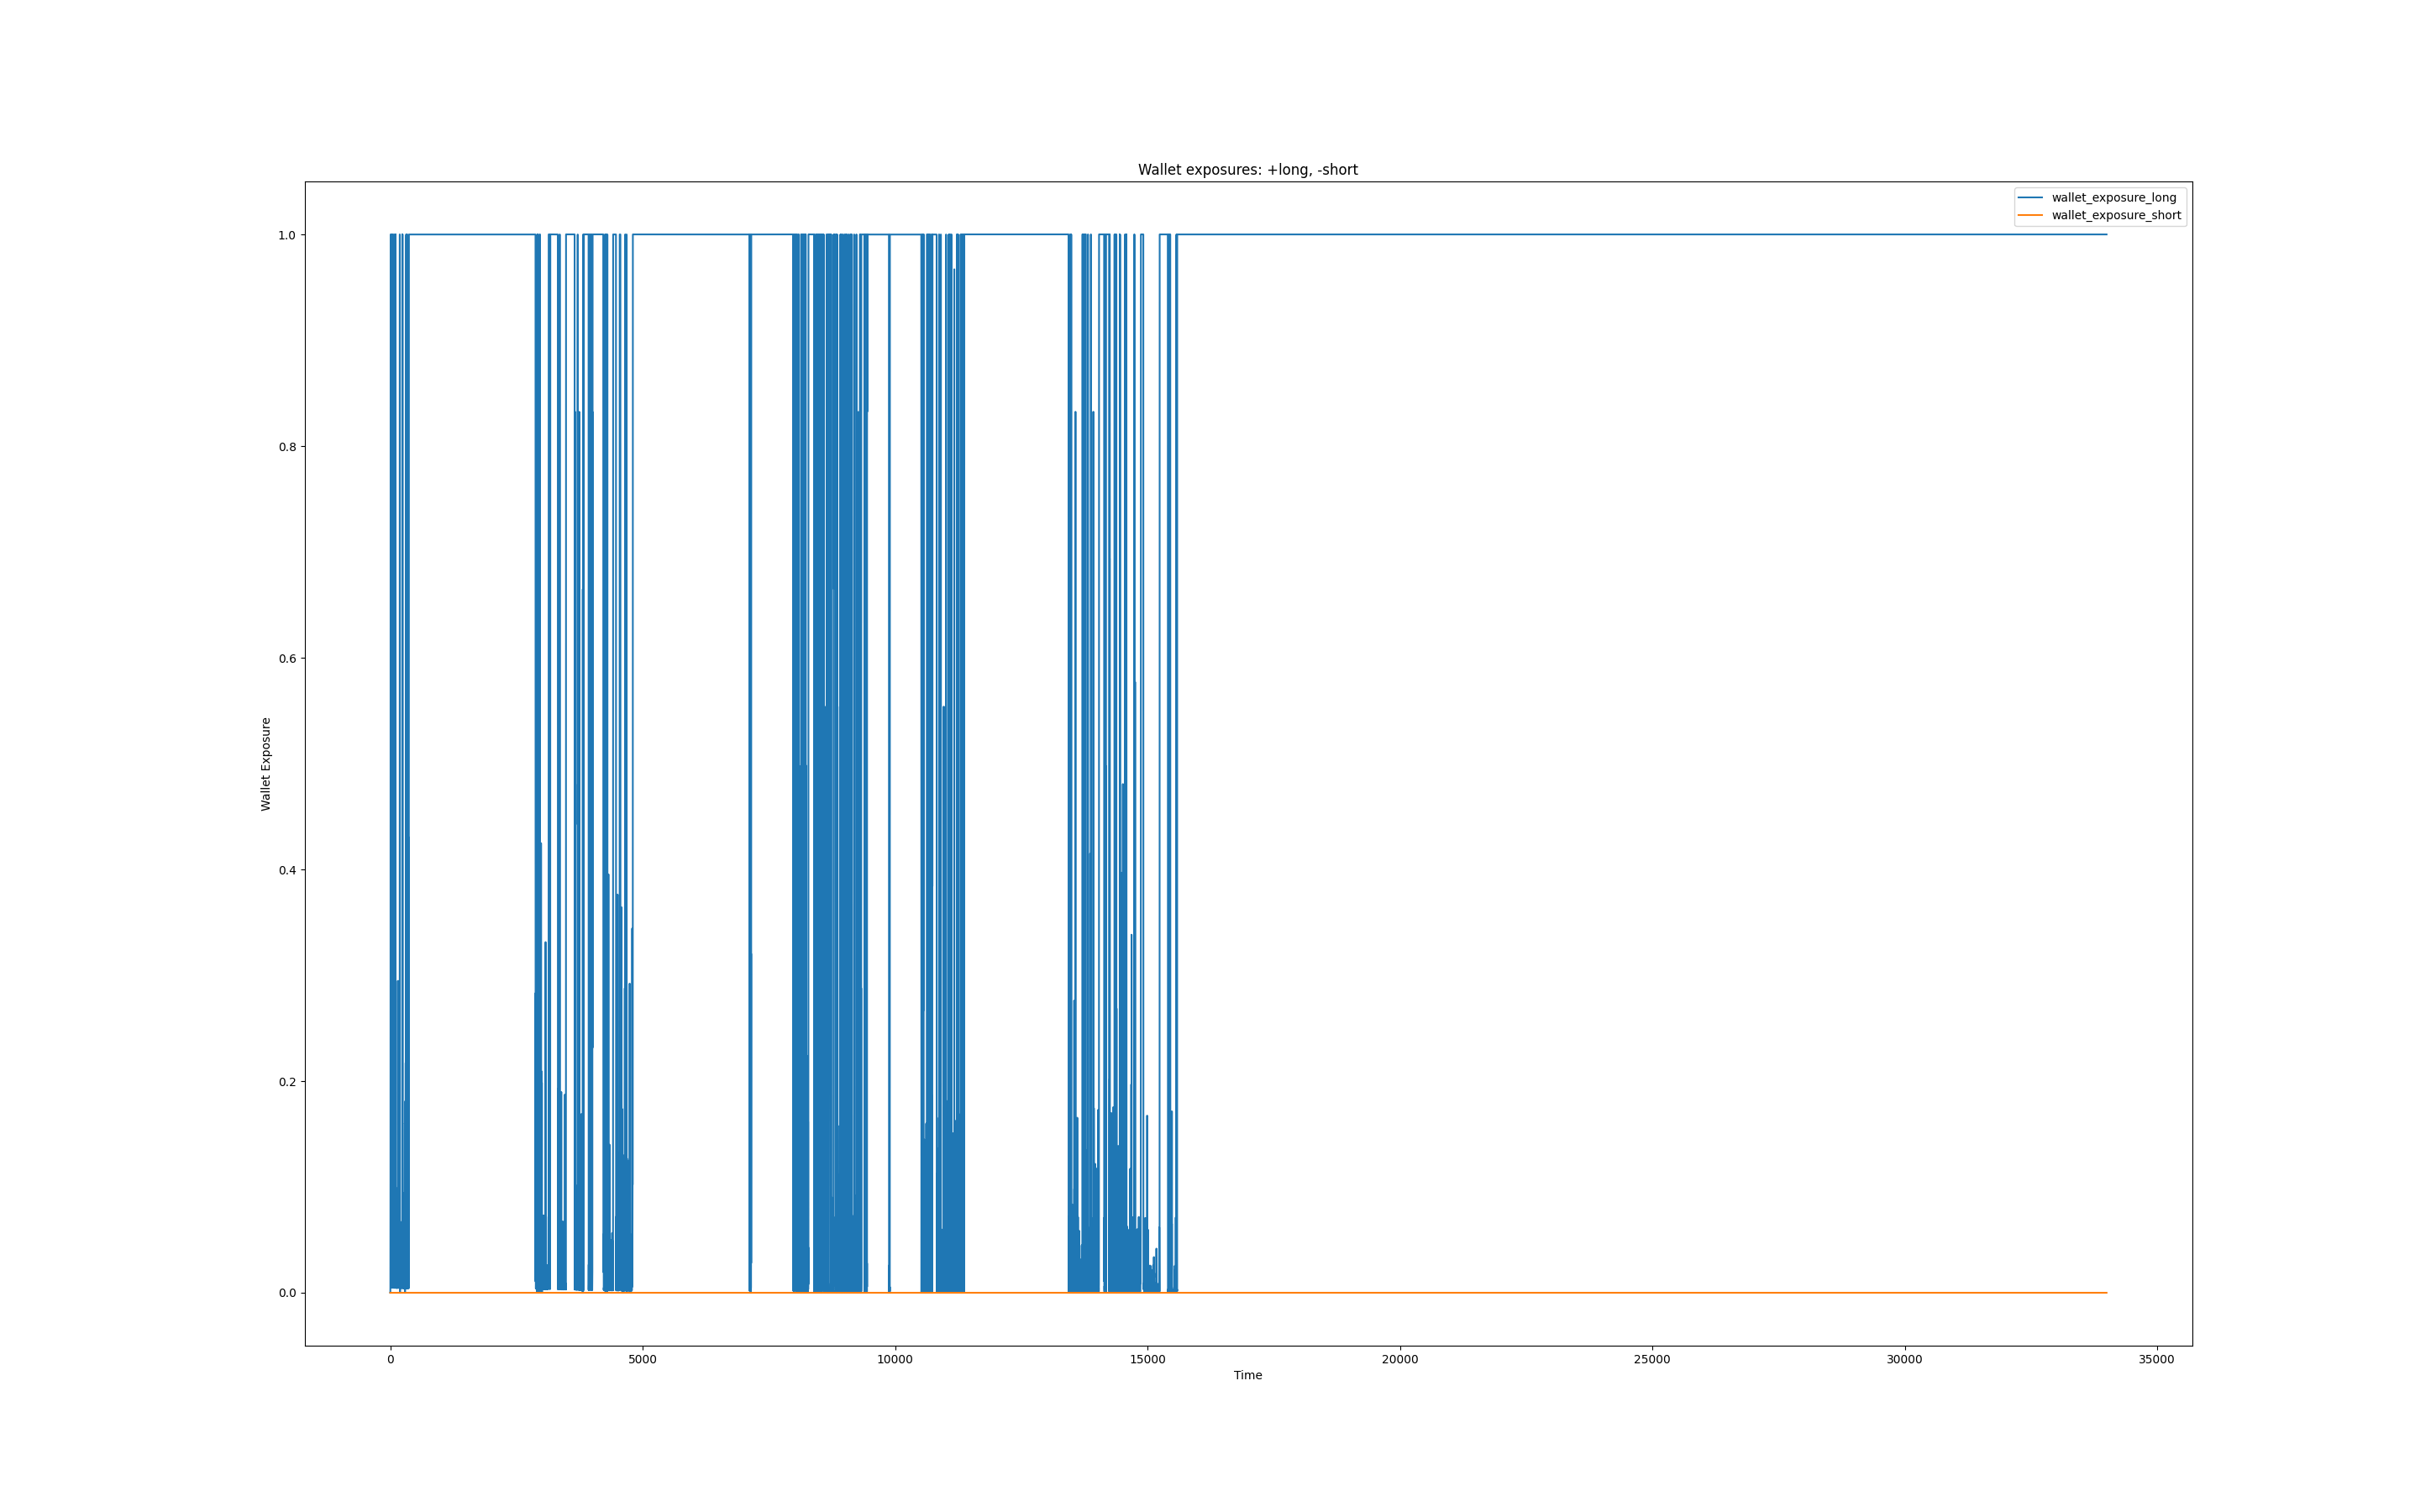 Wallet exposures: +long, -short
wallet_exposure_long
wallet_exposure_short
1.0
0.8
0.6
0.4
0.2
0.0
Wallet Exposure
0 5000 10000 15000 20000 25000 30000 35000
Time